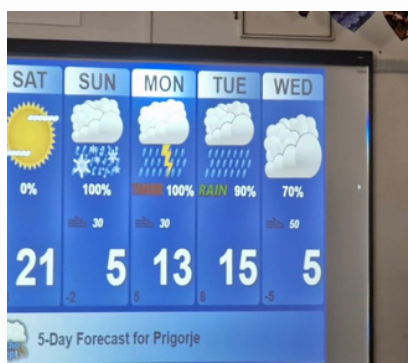 SAT SUN MON TUE WED
0% 100% 100% RAIN 90% 70%
30 30 50
21 5 13 15 5
-2 5 8 -5
5-Day Forecast for Prigorje